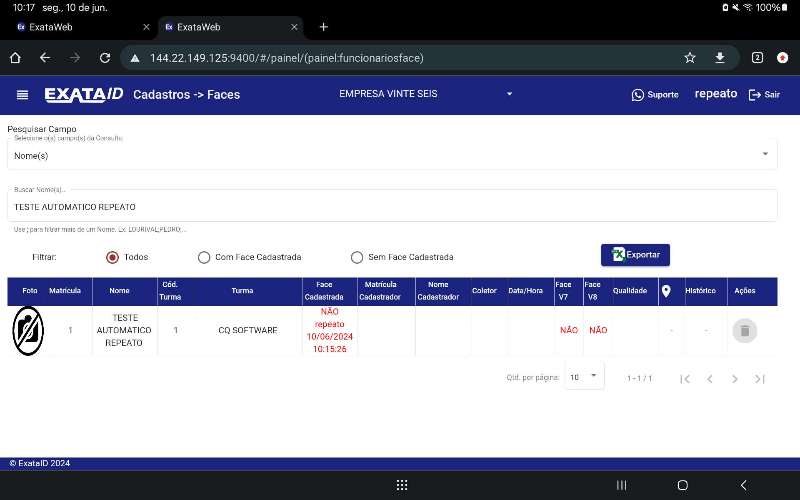 10:17 seg., 10 de jun.
100%
Ex ExataWeb
Ex ExataWeb
144.22.149.125:9400/#/painel/(painel:funcionariosface)
2
EXATA ID Cadastros -> Faces
EMPRESA VINTE SEIS
Suporte
repeato
Sair
Pesquisar Campo
Selecione o(s) campo(s) da Consulta
Nome(s)
Buscar Nome(s)...
TESTE AUTOMATICO REPEATO
Use ; para filtrar mais de um Nome. Ex: LOURIVAL;PEDRO;...
Filtrar:
Todos
Com Face Cadastrada
Sem Face Cadastrada
Exportar
Foto
Matrícula
Nome
Cód. Turma
Turma
Face Cadastrada
Matrícula Cadastrador
Nome Cadastrador
Coletor
Data/Hora
Face V7
Face V8
Qualidade
Histórico
Ações
1
TESTE
AUTOMATICO
REPEATO
1
CQ SOFTWARE
NÃO
repeato
10/06/2024
10:15:26
NÃO
NÃO
-
-
Qtd. por página:
10
1 - 1 / 1
© ExataID 2024